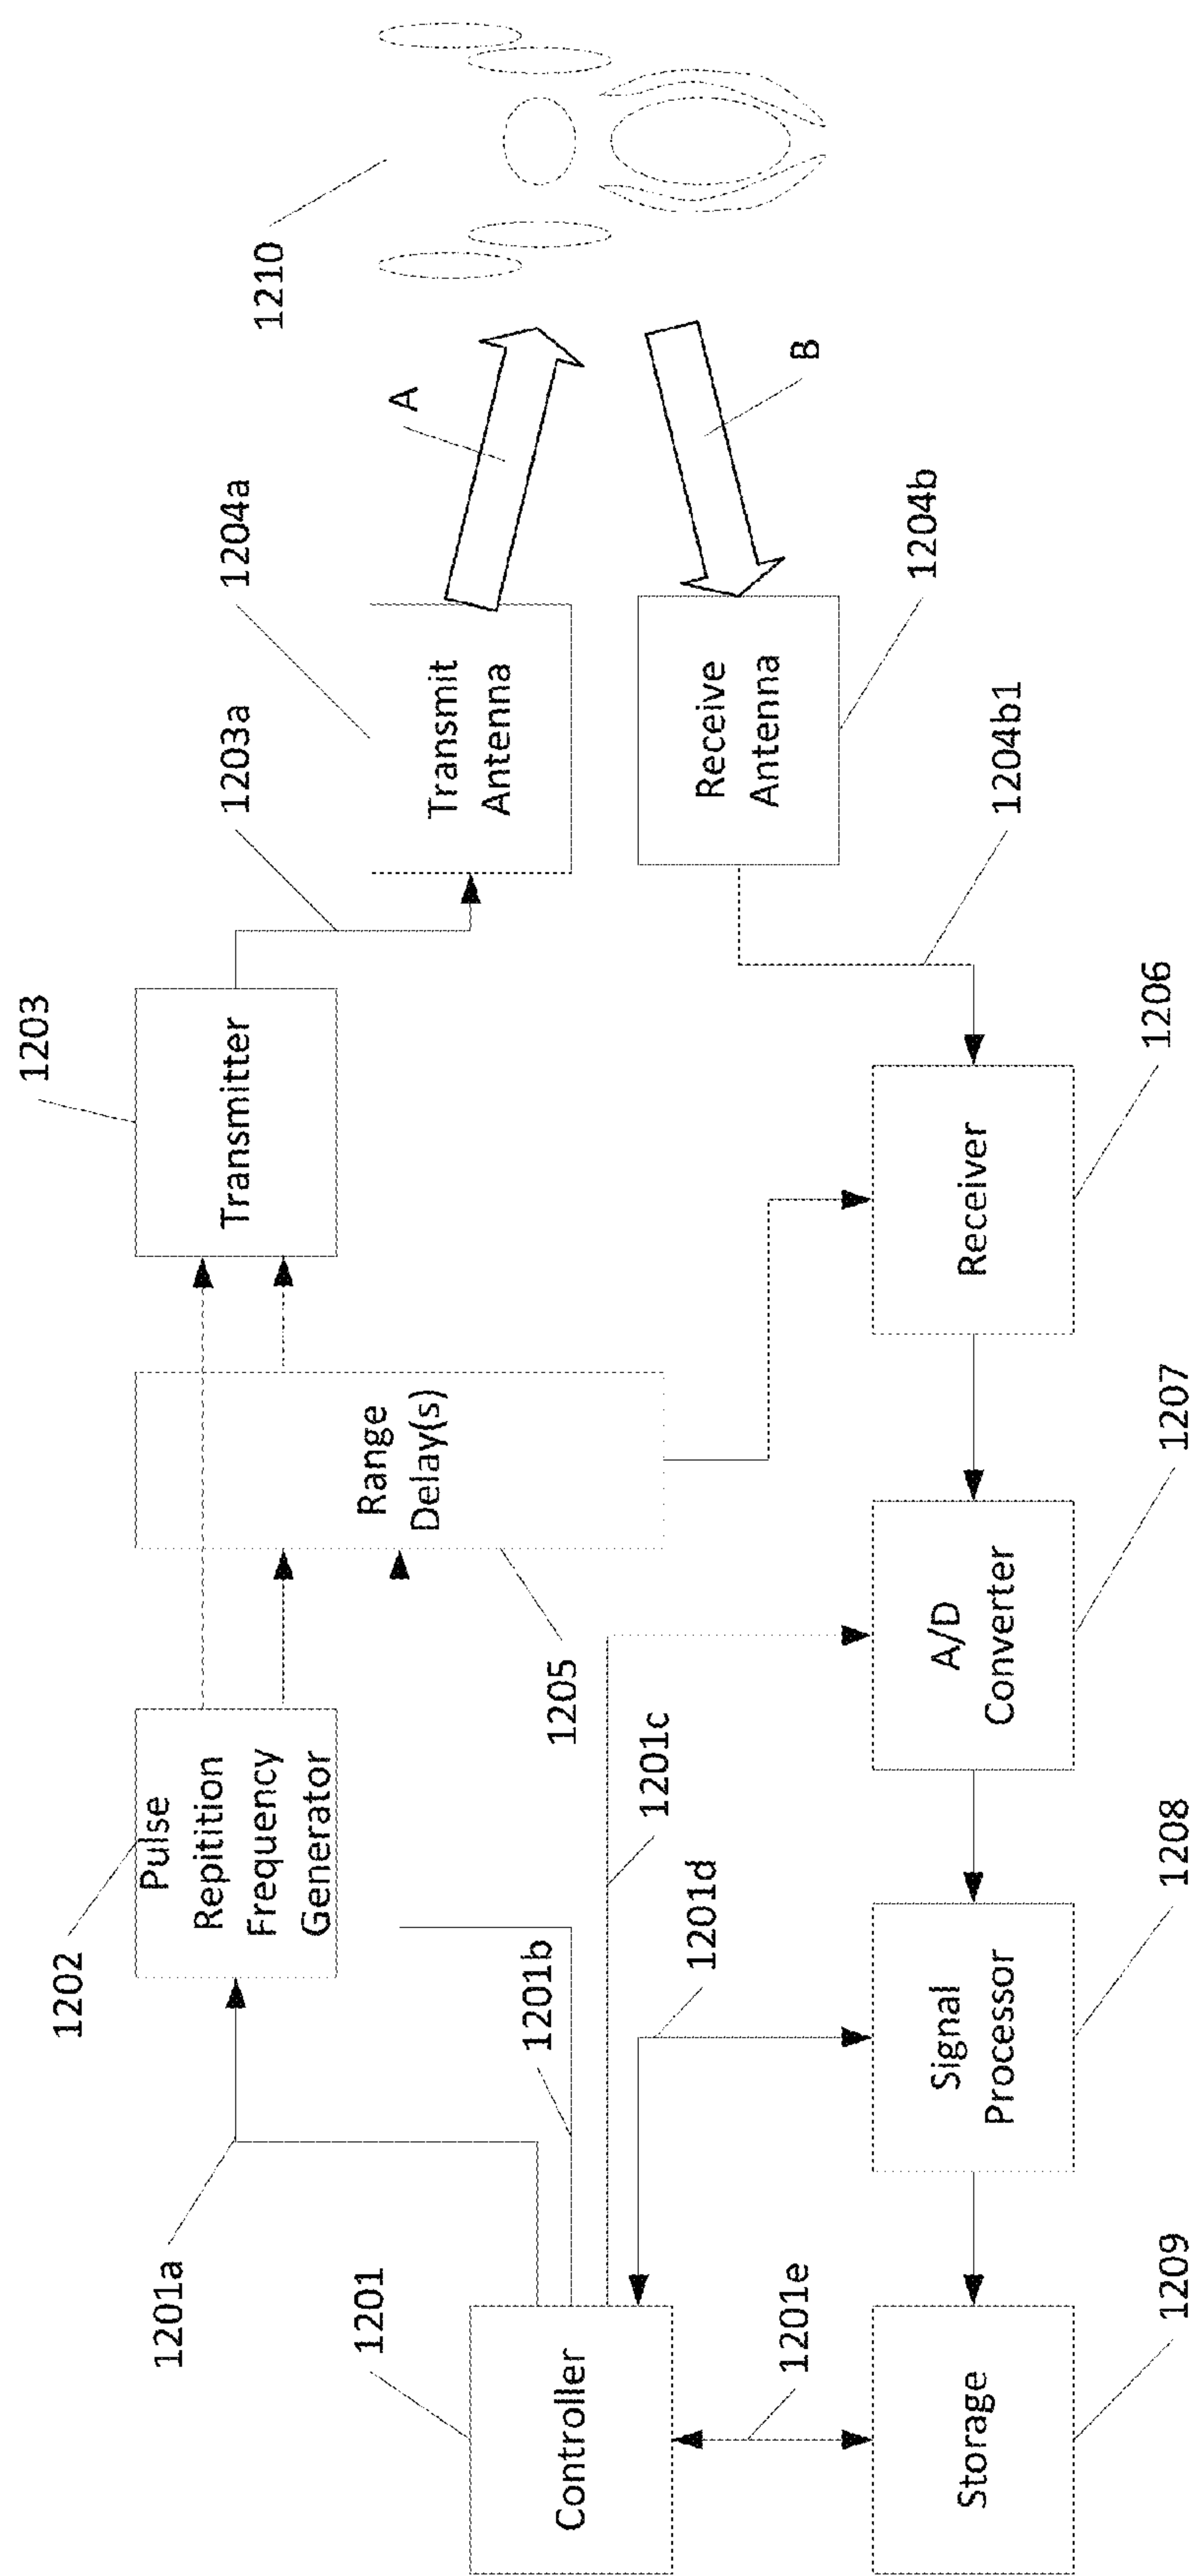 1203
1202
1203a
1204a
1210
Pulse
Repitition
Frequency
Generator
Transmitter
1201a
A
Range
Delay(s)
Transmit
Antenna
1201
1201b
1205
1201c
1201d
B
Receive
Antenna
Controller
1201e
1204b
1204b1
Storage
Signal
Processor
A/D
Converter
Receiver
1209
1208
1207
1206